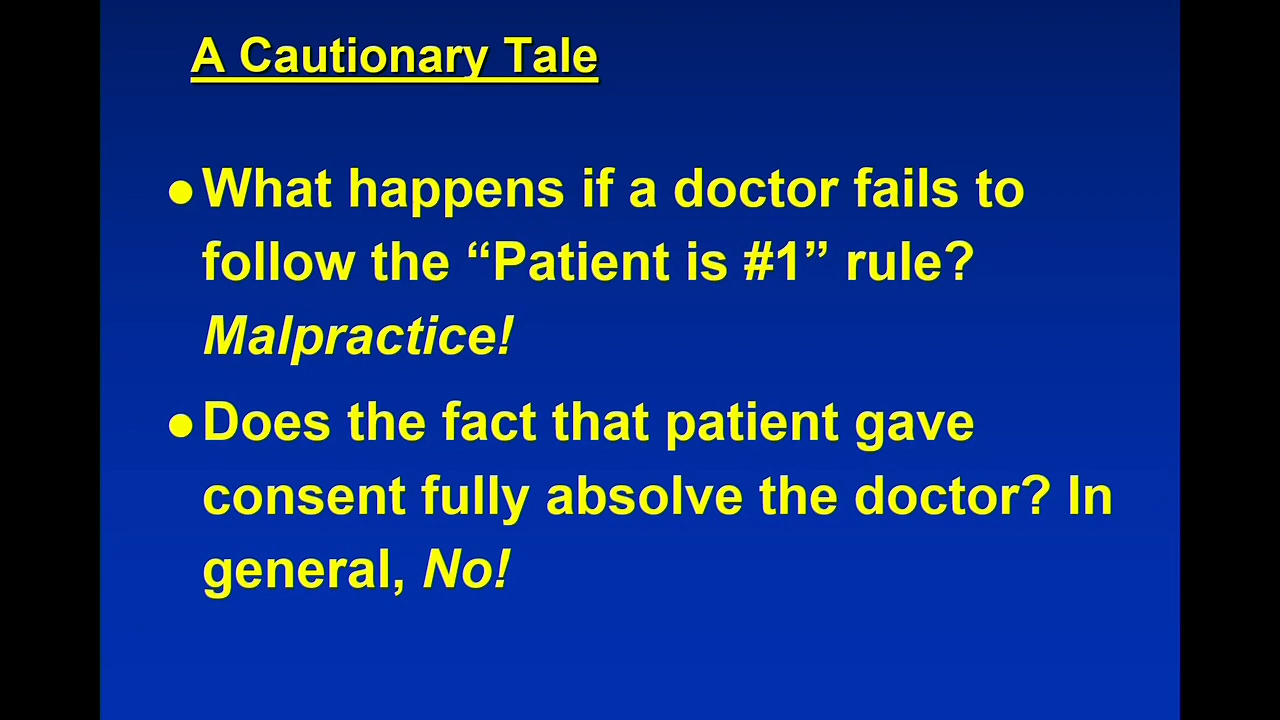 A Cautionary Tale
●What happens if a doctor fails to
follow the “Patient is #1” rule?
Malpractice!
●Does the fact that patient gave
consent fully absolve the doctor? In
general, No!